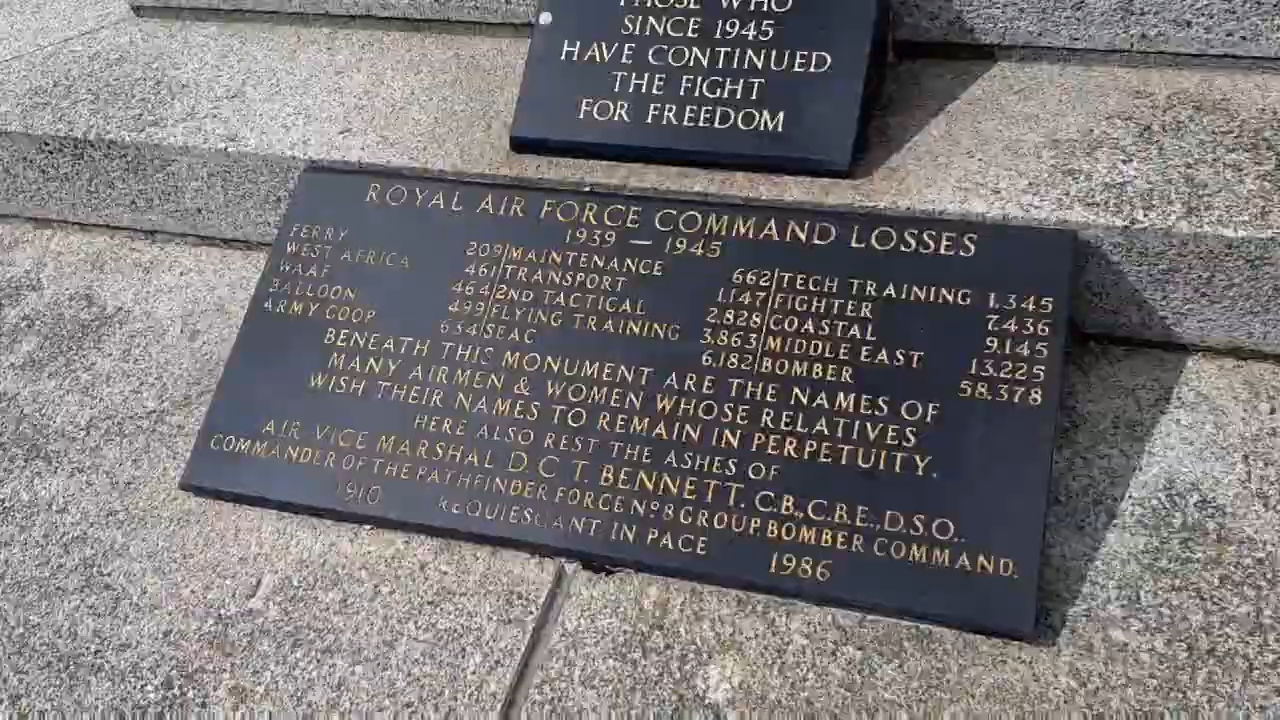 THOSE WHO
SINCE 1945
HAVE CONTINUED
THE FIGHT
FOR FREEDOM
ROYAL AIR FORCE COMMAND LOSSES
1939 — 1945
FERRY 209 MAINTENANCE 662 TECH TRAINING 1,345
WEST AFRICA 461 TRANSPORT 1,147 FIGHTER 7,436
WAAF 464 2ND TACTICAL 2,828 COASTAL 9,145
BALLOON 499 FLYING TRAINING 3,863 MIDDLE EAST 13,225
ARMY COOP 634 SEAC 6,182 BOMBER 58,378
BENEATH THIS MONUMENT ARE THE NAMES OF
MANY AIRMEN & WOMEN WHOSE RELATIVES
WISH THEIR NAMES TO REMAIN IN PERPETUITY.
HERE ALSO REST THE ASHES OF
AIR VICE MARSHAL D.C.T. BENNETT, C.B., C.B.E., D.S.O..
COMMANDER OF THE PATHFINDER FORCE Nº 8 GROUP. BOMBER COMMAND.
1910 REQUIESCANT IN PACE 1986